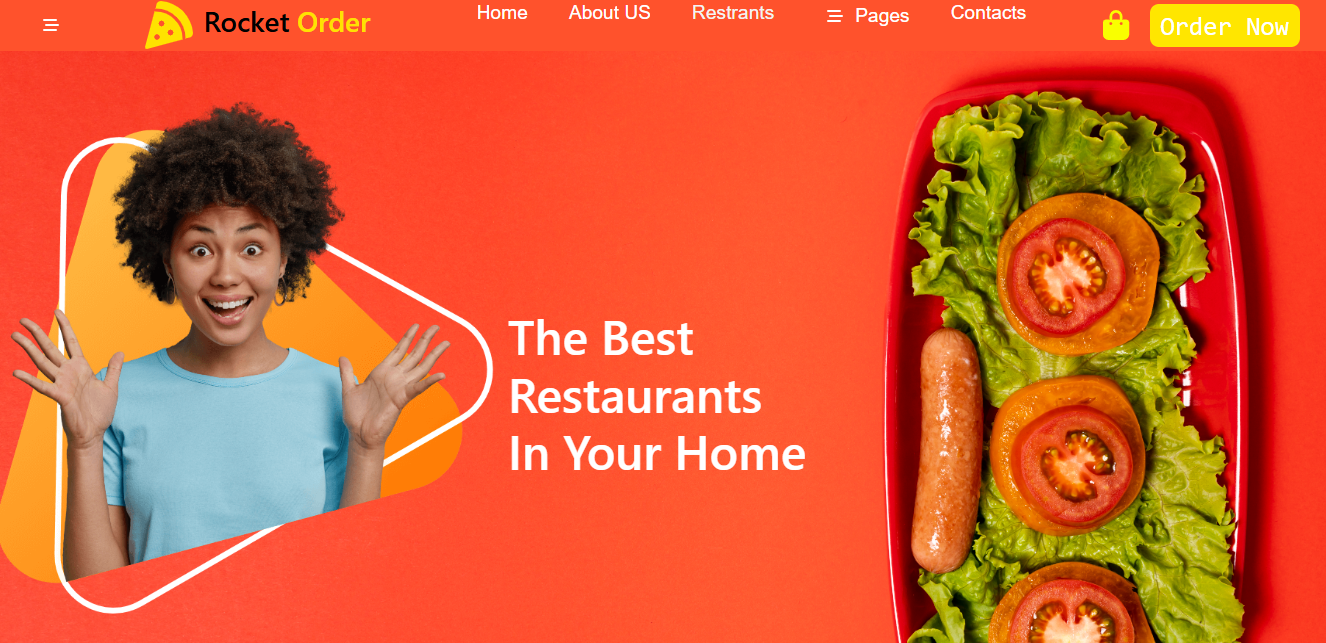 Rocket Order
Home
About US
Restrants
Pages
Contacts
Order Now
The Best
Restaurants
In Your Home